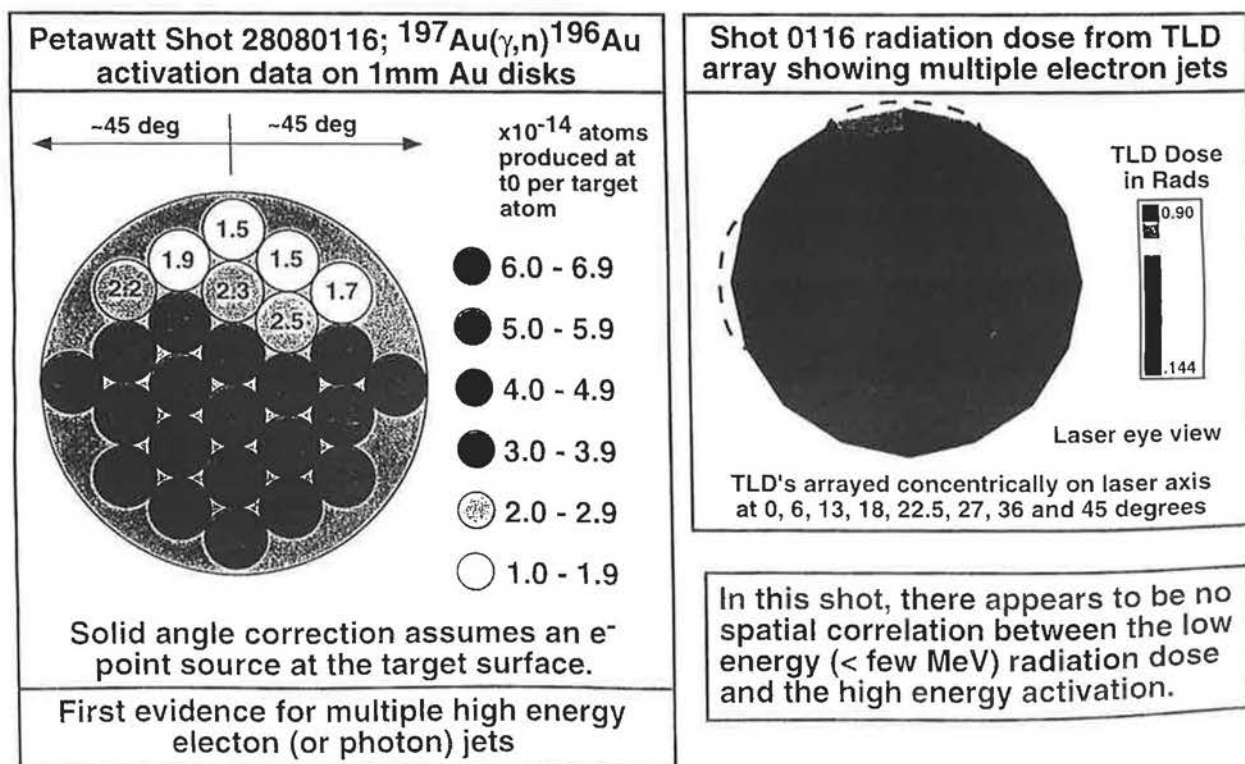 Petawatt Shot 28080116; ¹⁹⁷Au(γ,n)¹⁹⁶Au
activation data on 1mm Au disks
~45 deg
~45 deg
x10⁻¹⁴ atoms
produced at
t0 per target
atom
1.5
1.9
1.5
2.2
2.3
1.7
2.5
6.0 - 6.9
5.0 - 5.9
4.0 - 4.9
3.0 - 3.9
2.0 - 2.9
1.0 - 1.9
Solid angle correction assumes an e⁻
point source at the target surface.
First evidence for multiple high energy
electon (or photon) jets
Shot 0116 radiation dose from TLD
array showing multiple electron jets
TLD Dose
in Rads
0.90
.144
Laser eye view
TLD's arrayed concentrically on laser axis
at 0, 6, 13, 18, 22.5, 27, 36 and 45 degrees
In this shot, there appears to be no
spatial correlation between the low
energy (< few MeV) radiation dose
and the high energy activation.